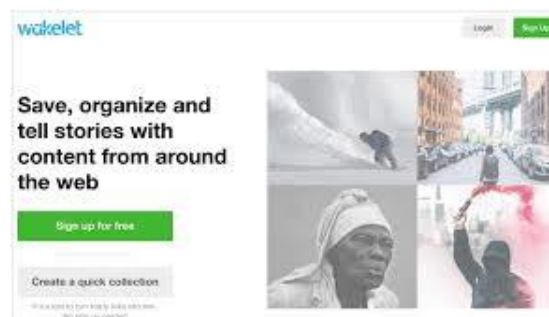 wakelet
Login
Sign Up
Save, organize and
tell stories with
content from around
the web
Sign up for free
Create a quick collection